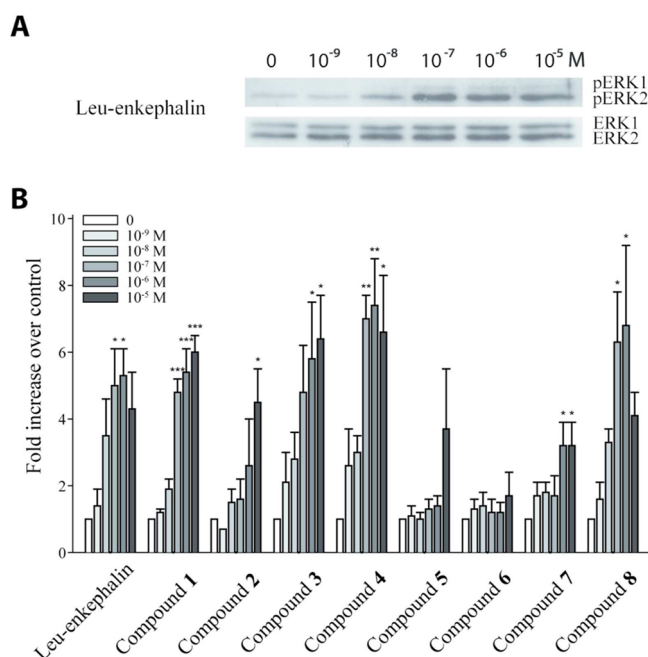 A
0 10⁻⁹ 10⁻⁸ 10⁻⁷ 10⁻⁶ 10⁻⁵ M
Leu-enkephalin
pERK1
pERK2
ERK1
ERK2
B
Fold increase over control
10
8
6
4
2
0
0
10⁻⁹ M
10⁻⁸ M
10⁻⁷ M
10⁻⁶ M
10⁻⁵ M
* * *** *** *** * * * ** ** * * * * *
Leu-enkephalin
Compound 1
Compound 2
Compound 3
Compound 4
Compound 5
Compound 6
Compound 7
Compound 8